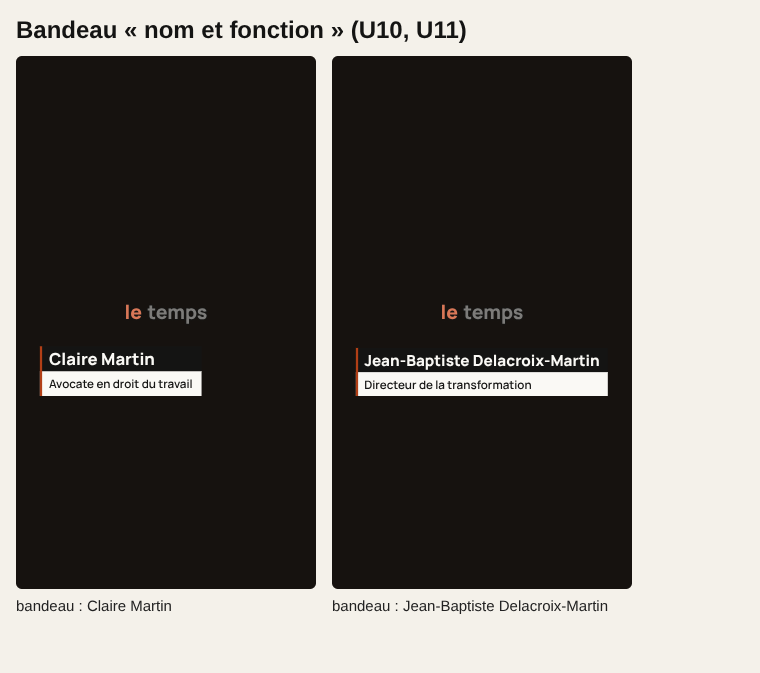 Bandeau « nom et fonction » (U10, U11)
le temps
Claire Martin
Avocate en droit du travail
bandeau : Claire Martin
le temps
Jean-Baptiste Delacroix-Martin
Directeur de la transformation
bandeau : Jean-Baptiste Delacroix-Martin